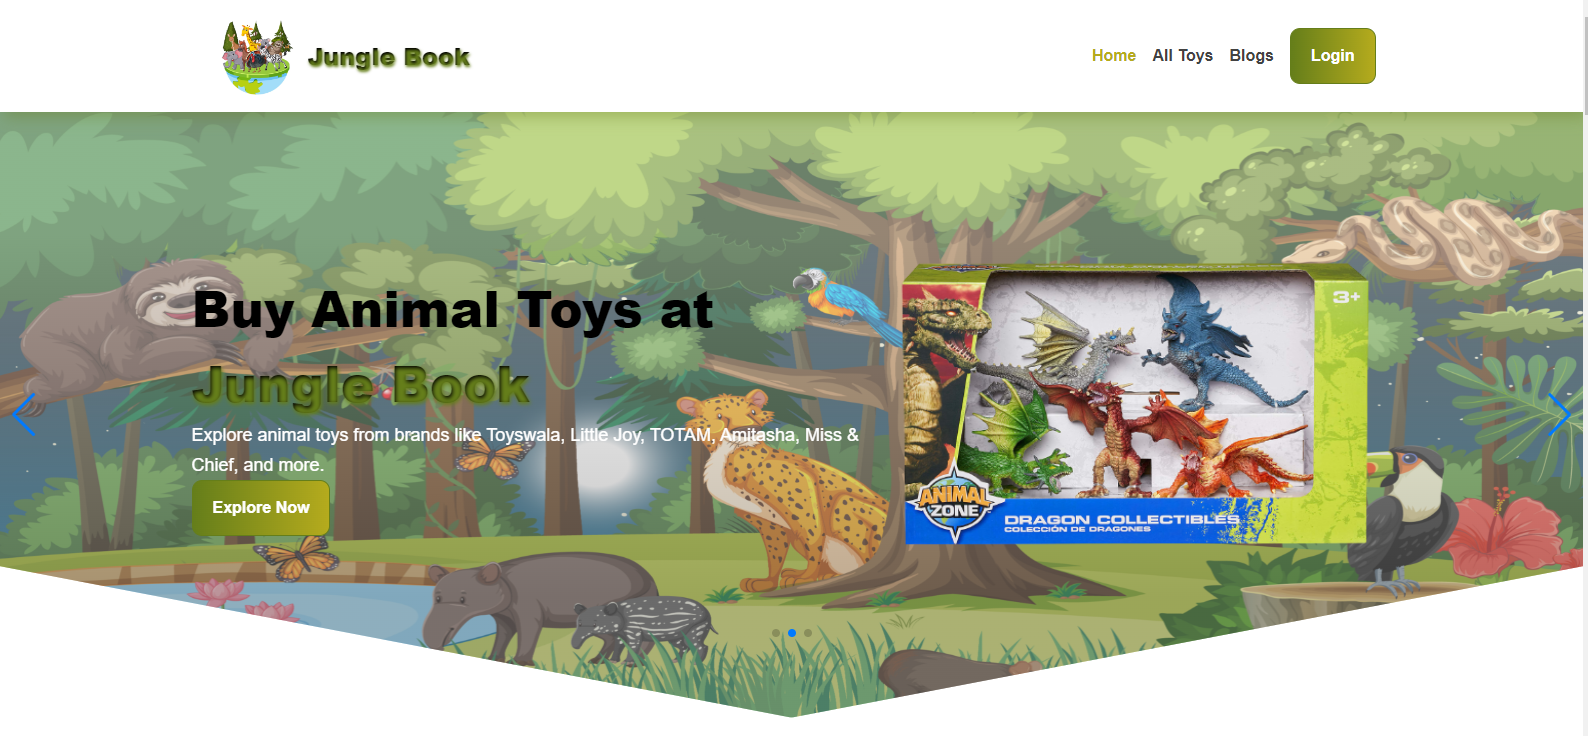 Jungle Book
Home All Toys Blogs Login
Buy Animal Toys at
Jungle Book
Explore animal toys from brands like Toyswala, Little Joy, TOTAM, Amitasha, Miss &
Chief, and more.
Explore Now
3+
ANIMAL
ZONE
DRAGON COLLECTIBLES
COLECCIÓN DE DRAGONES